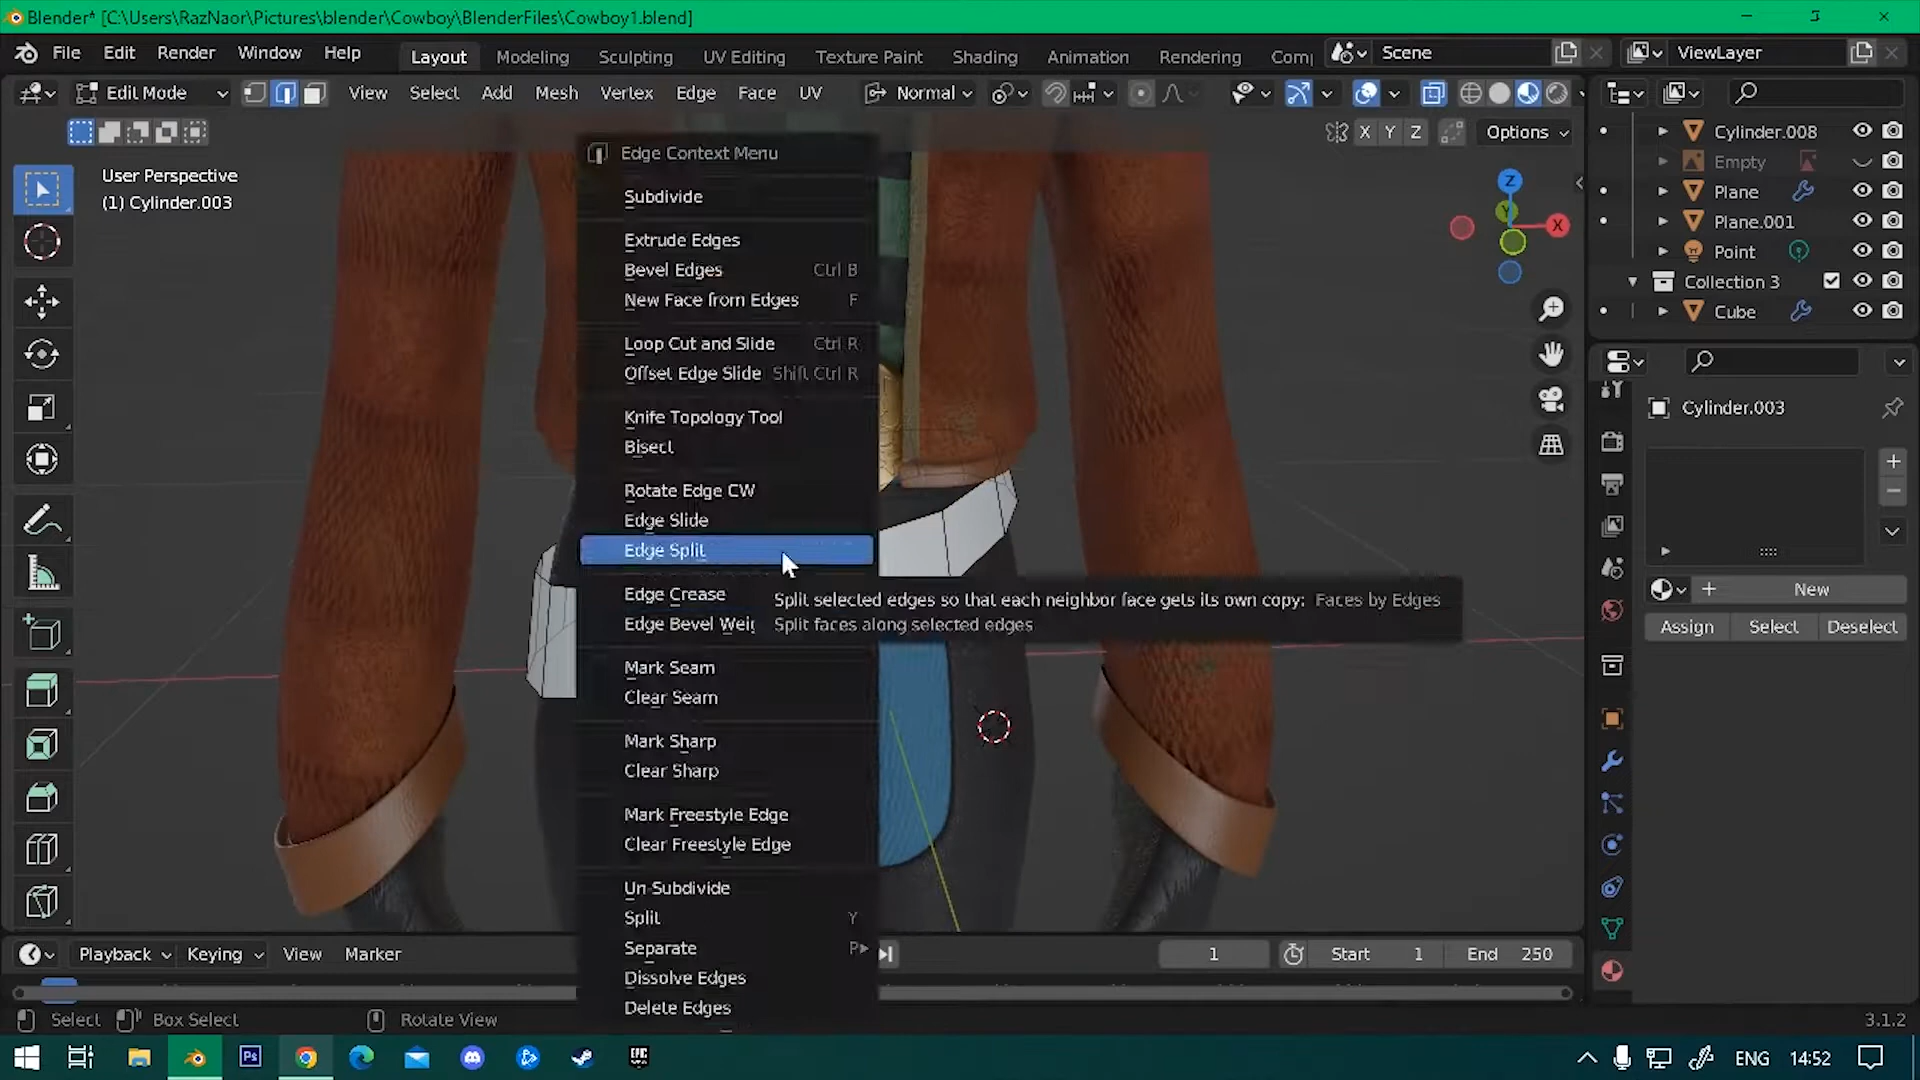 Blender* [C:\Users\RazNaor\Pictures\blender\Cowboy\BlenderFiles\Cowboy1.blend]
File Edit Render Window Help Layout Modeling Sculpting UV Editing Texture Paint Shading Animation Rendering Scene ViewLayer
Edit Mode View Select Add Mesh Vertex Edge Face UV Normal
X Y Z Options
User Perspective
(1) Cylinder.003
Edge Context Menu
Subdivide
Extrude Edges
Bevel Edges Ctrl B
New Face from Edges F
Loop Cut and Slide Ctrl R
Offset Edge Slide Shift Ctrl R
Knife Topology Tool
Bisect
Rotate Edge CW
Edge Slide
Edge Split
Edge Crease
Edge Bevel Wei
Split selected edges so that each neighbor face gets its own copy: Faces by Edges
Split faces along selected edges
Mark Seam
Clear Seam
Mark Sharp
Clear Sharp
Mark Freestyle Edge
Clear Freestyle Edge
Un-Subdivide
Split Y
Separate P
Dissolve Edges
Delete Edges
Z
Y
X
Cylinder.008
Empty
Plane
Plane.001
Point
Collection 3
Cube
Cylinder.003
New
Assign Select Deselect
Playback Keying View Marker 1 Start 1 End 250
Select Box Select Rotate View 3.1.2
Ps EPIC ENG 14:52